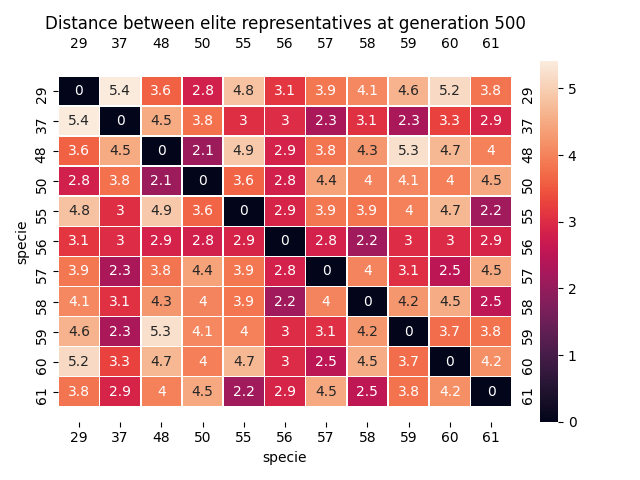 Distance between elite representatives at generation 500
29 37 48 50 55 56 57 58 59 60 61
29 0 5.4 3.6 2.8 4.8 3.1 3.9 4.1 4.6 5.2 3.8 29
37 5.4 0 4.5 3.8 3 3 2.3 3.1 2.3 3.3 2.9 37
48 3.6 4.5 0 2.1 4.9 2.9 3.8 4.3 5.3 4.7 4 48
50 2.8 3.8 2.1 0 3.6 2.8 4.4 4 4.1 4 4.5 50
55 4.8 3 4.9 3.6 0 2.9 3.9 3.9 4 4.7 2.2 55
56 3.1 3 2.9 2.8 2.9 0 2.8 2.2 3 3 2.9 56
57 3.9 2.3 3.8 4.4 3.9 2.8 0 4 3.1 2.5 4.5 57
58 4.1 3.1 4.3 4 3.9 2.2 4 0 4.2 4.5 2.5 58
59 4.6 2.3 5.3 4.1 4 3 3.1 4.2 0 3.7 3.8 59
60 5.2 3.3 4.7 4 4.7 3 2.5 4.5 3.7 0 4.2 60
61 3.8 2.9 4 4.5 2.2 2.9 4.5 2.5 3.8 4.2 0 61
29 37 48 50 55 56 57 58 59 60 61
specie
specie
5
4
3
2
1
0